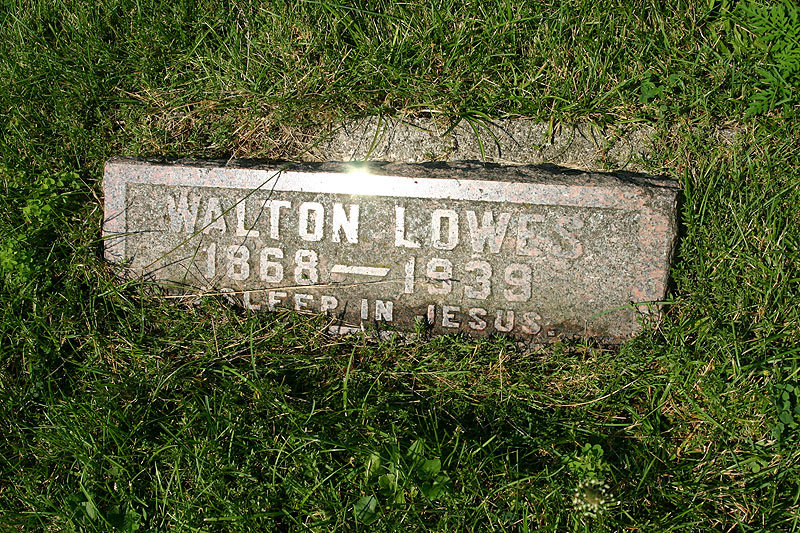 WALTON LOWES
1868—1939
ASLEEP IN JESUS.